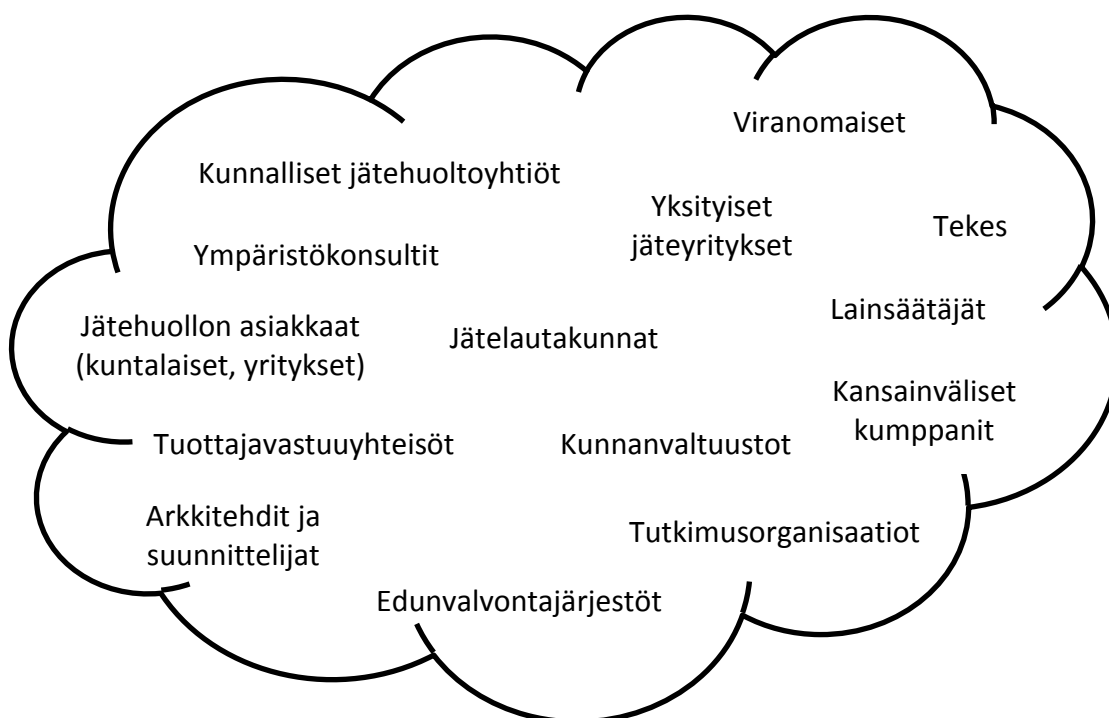 Viranomaiset
Kunnalliset jätehuoltoyhtiöt
Yksityiset
jäteyritykset
Tekes
Ympäristökonsultit
Lainsäätäjät
Jätehuollon asiakkaat
(kuntalaiset, yritykset)
Jätelautakunnat
Kansainväliset
kumppanit
Tuottajavastuuyhteisöt
Kunnanvaltuustot
Arkkitehdit ja
suunnittelijat
Tutkimusorganisaatiot
Edunvalvontajärjestöt